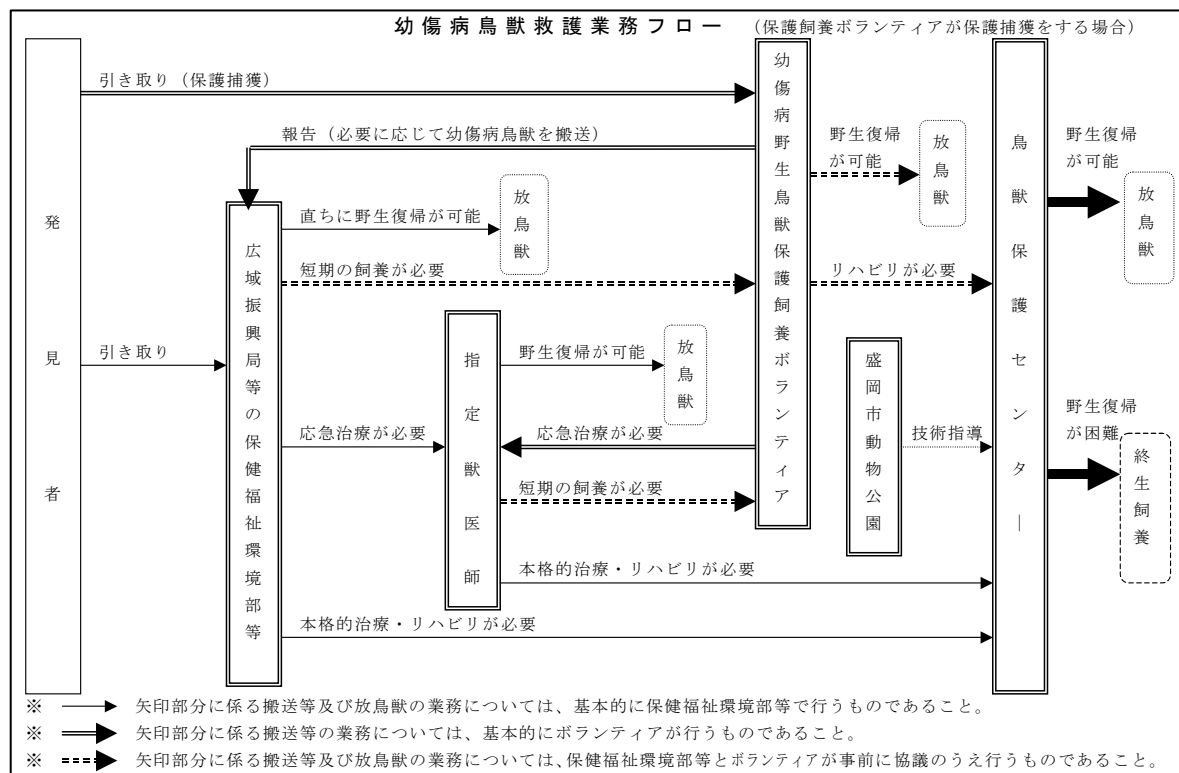 幼傷病鳥獣救護業務フロー （保護飼養ボランティアが保護捕獲をする場合）
発見者
引き取り（保護捕獲）
報告（必要に応じて幼傷病鳥獣を搬送）
引き取り
広域振興局等の保健福祉環境部等
直ちに野生復帰が可能
放鳥獣
短期の飼養が必要
応急治療が必要
本格的治療・リハビリが必要
指定獣医師
野生復帰が可能
放鳥獣
応急治療が必要
短期の飼養が必要
本格的治療・リハビリが必要
幼傷病野生鳥獣保護飼養ボランティア
野生復帰
が可能
放鳥獣
リハビリが必要
盛岡市動物公園
技術指導
鳥獣保護センター
野生復帰
が可能
放鳥獣
野生復帰
が困難
終生飼養
※ 矢印部分に係る搬送等及び放鳥獣の業務については、基本的に保健福祉環境部等で行うものであること。
※ 矢印部分に係る搬送等の業務については、基本的にボランティアが行うものであること。
※ 矢印部分に係る搬送等及び放鳥獣の業務については、保健福祉環境部等とボランティアが事前に協議のうえ行うものであること。